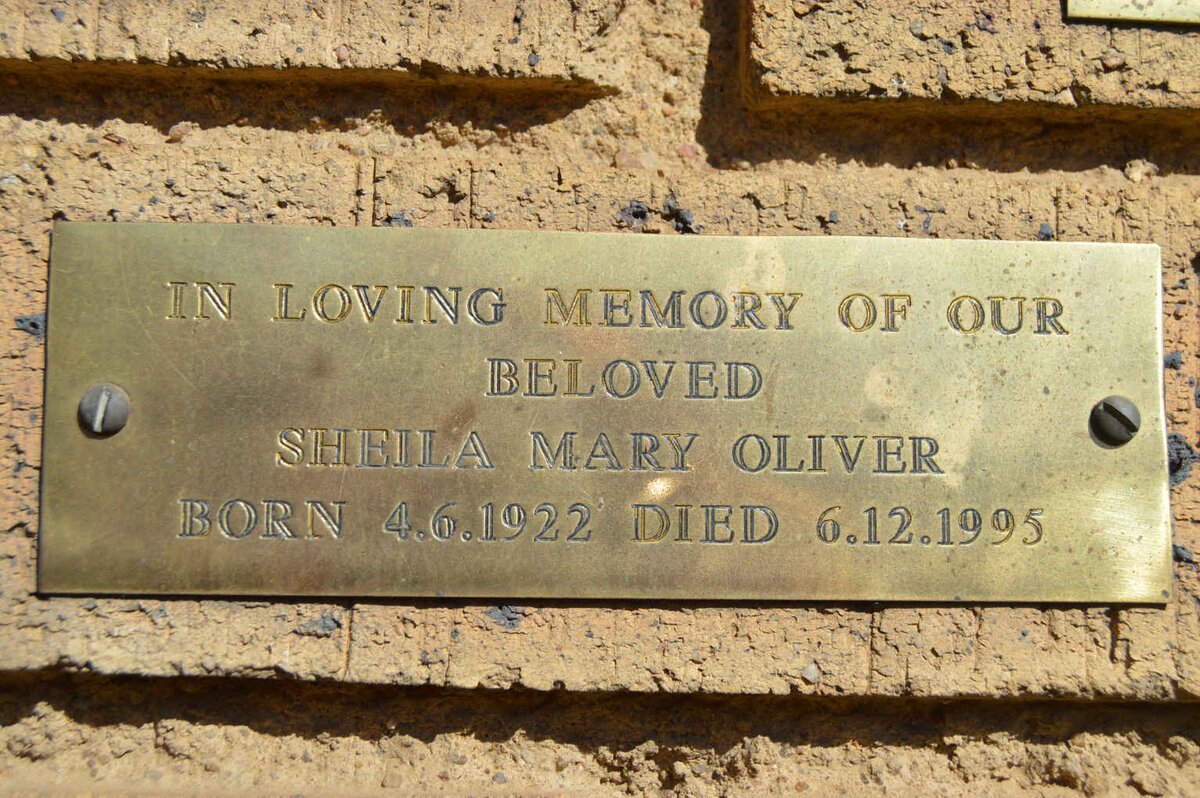 IN LOVING MEMORY OF OUR
BELOVED
SHEILA MARY OLIVER
BORN 4.6.1922 DIED 6.12.1995